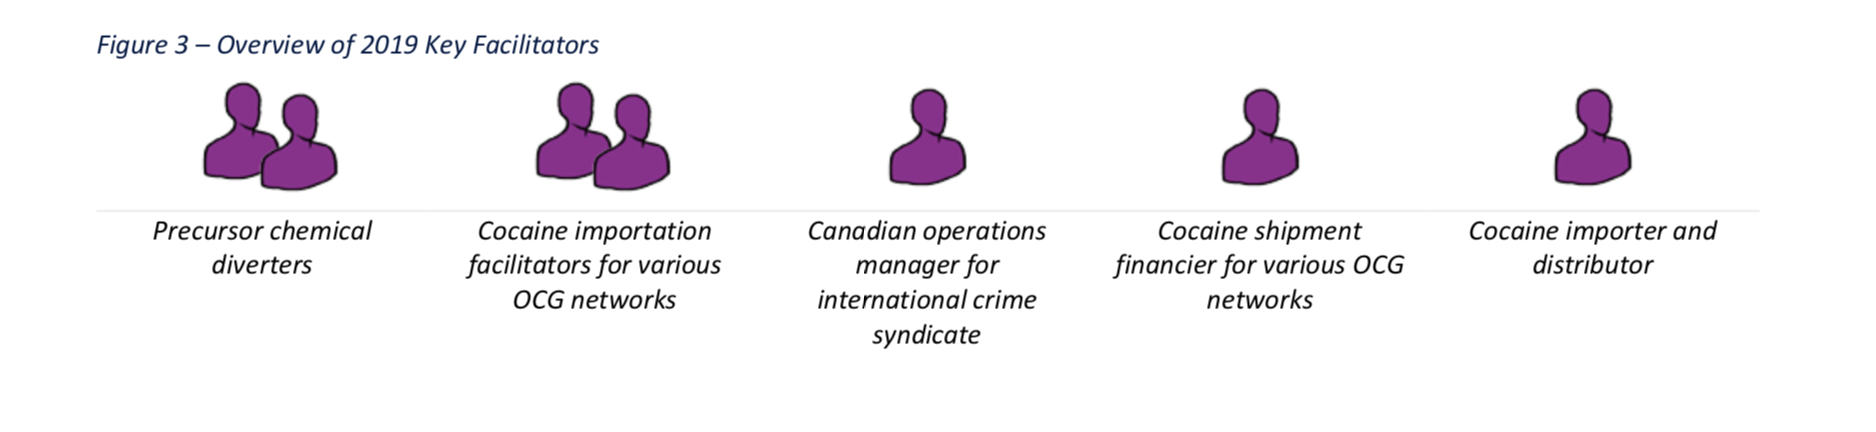 Figure 3 – Overview of 2019 Key Facilitators
Precursor chemical
diverters
Cocaine importation
facilitators for various
OCG networks
Canadian operations
manager for
international crime
syndicate
Cocaine shipment
financier for various OCG
networks
Cocaine importer and
distributor